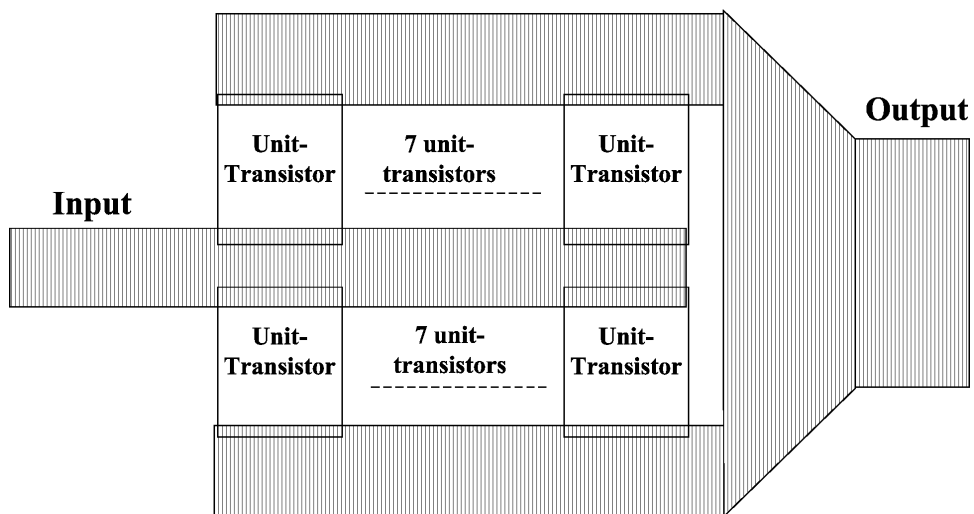 Output
Unit-
Transistor
7 unit-
transistors
Unit-
Transistor
Input
Unit-
Transistor
7 unit-
transistors
Unit-
Transistor